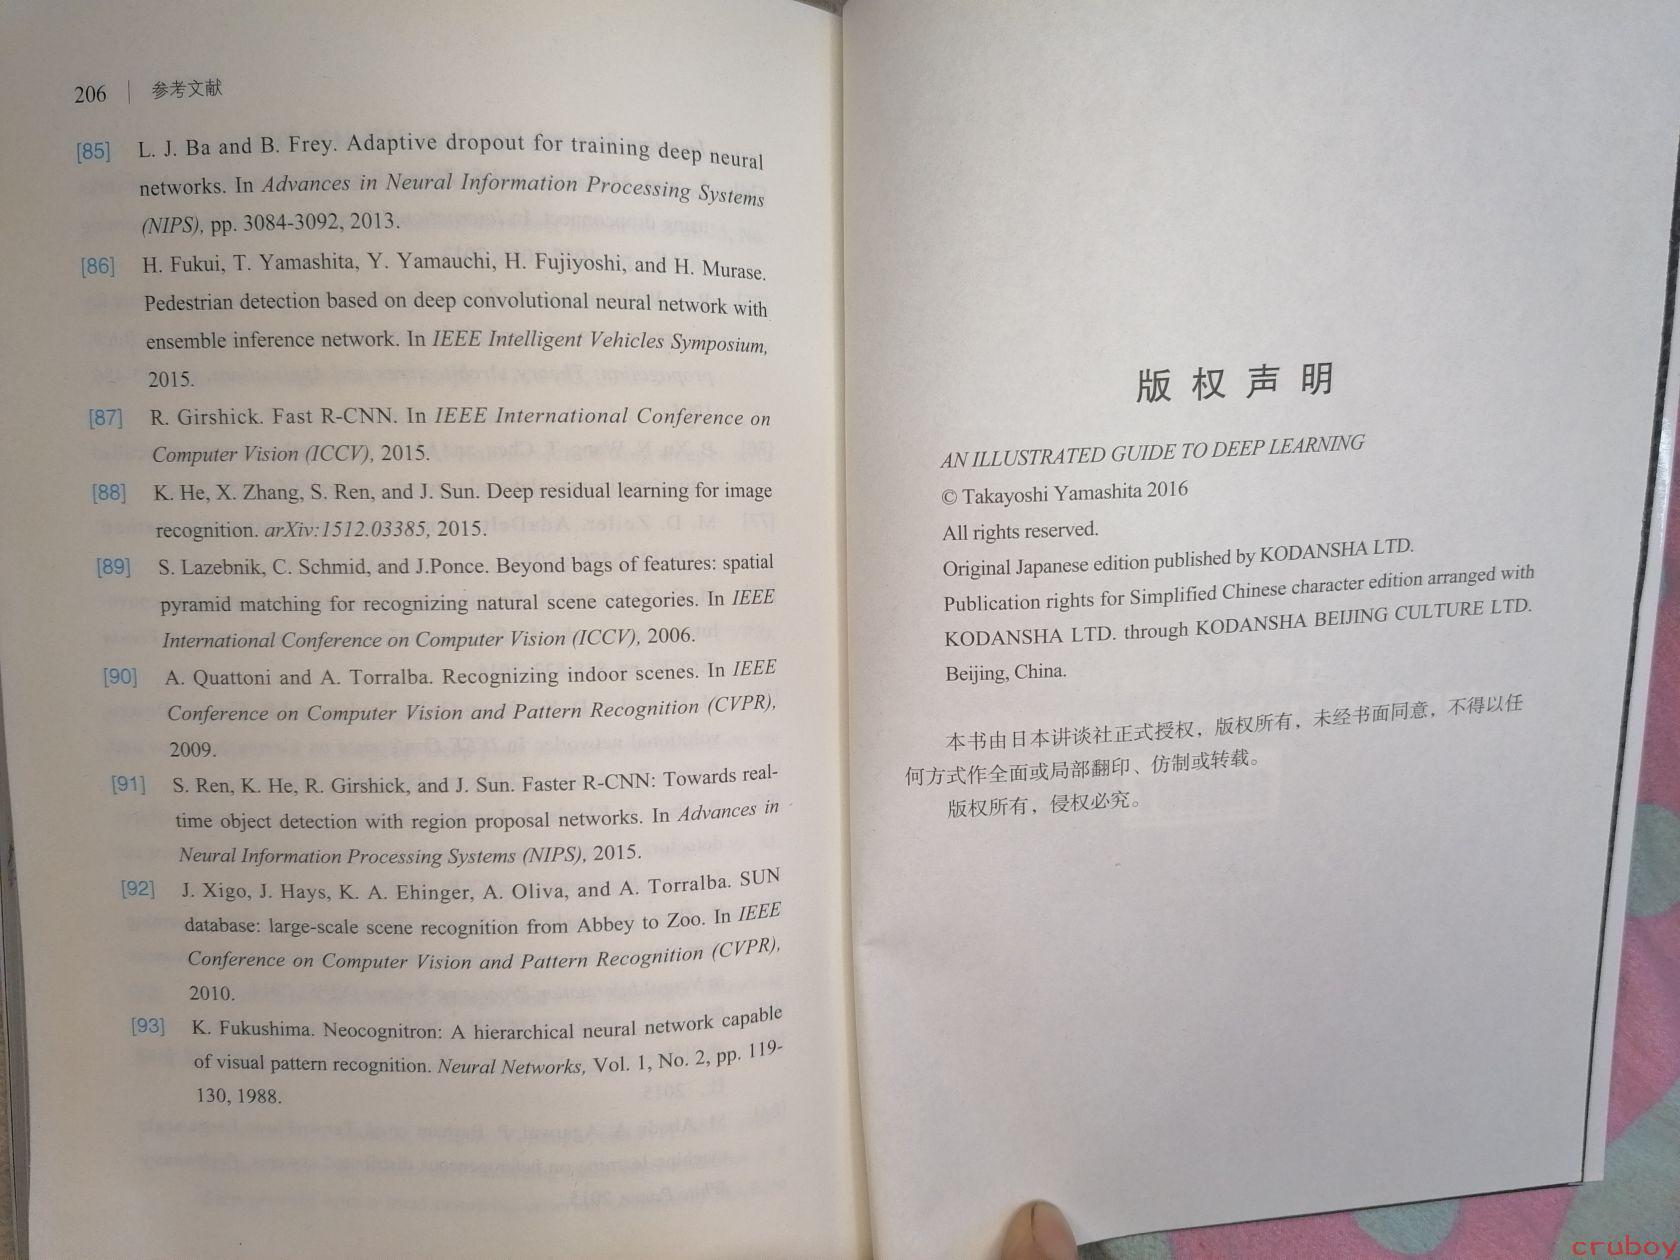 206 | 参考文献
[85] L. J. Ba and B. Frey. Adaptive dropout for training deep neural
networks. In Advances in Neural Information Processing Systems
(NIPS), pp. 3084-3092, 2013.
[86] H. Fukui, T. Yamashita, Y. Yamauchi, H. Fujiyoshi, and H. Murase.
Pedestrian detection based on deep convolutional neural network with
ensemble inference network. In IEEE Intelligent Vehicles Symposium,
2015.
[87] R. Girshick. Fast R-CNN. In IEEE International Conference on
Computer Vision (ICCV), 2015.
[88] K. He, X. Zhang, S. Ren, and J. Sun. Deep residual learning for image
recognition. arXiv:1512.03385, 2015.
[89] S. Lazebnik, C. Schmid, and J.Ponce. Beyond bags of features: spatial
pyramid matching for recognizing natural scene categories. In IEEE
International Conference on Computer Vision (ICCV), 2006.
[90] A. Quattoni and A. Torralba. Recognizing indoor scenes. In IEEE
Conference on Computer Vision and Pattern Recognition (CVPR),
2009.
[91] S. Ren, K. He, R. Girshick, and J. Sun. Faster R-CNN: Towards real-
time object detection with region proposal networks. In Advances in
Neural Information Processing Systems (NIPS), 2015.
[92] J. Xigo, J. Hays, K. A. Ehinger, A. Oliva, and A. Torralba. SUN
database: large-scale scene recognition from Abbey to Zoo. In IEEE
Conference on Computer Vision and Pattern Recognition (CVPR),
2010.
[93] K. Fukushima. Neocognitron: A hierarchical neural network capable
of visual pattern recognition. Neural Networks, Vol. 1, No. 2, pp. 119-
130, 1988.
版权声明
AN ILLUSTRATED GUIDE TO DEEP LEARNING
© Takayoshi Yamashita 2016
All rights reserved.
Original Japanese edition published by KODANSHA LTD.
Publication rights for Simplified Chinese character edition arranged with
KODANSHA LTD. through KODANSHA BEIJING CULTURE LTD.
Beijing, China.
本书由日本讲谈社正式授权，版权所有，未经书面同意，不得以任
何方式作全面或局部翻印、仿制或转载。
版权所有，侵权必究。
cruboy